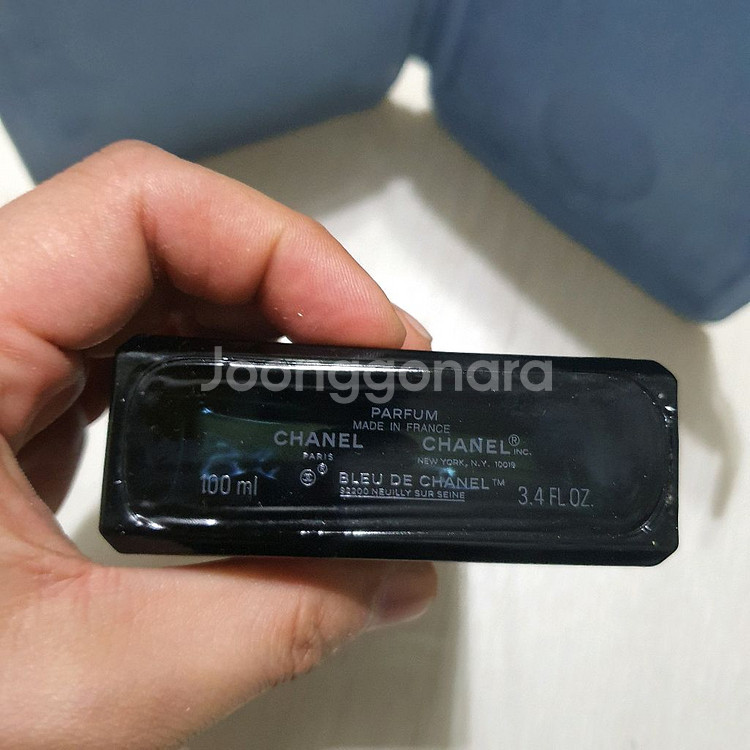 Joonggonara
PARFUM
MADE IN FRANCE
CHANEL CHANEL® INC.
PARIS NEW YORK, N.Y. 10019
® BLEU DE CHANEL™
100 ml 92200 NEUILLY SUR SEINE 3.4 FL OZ.